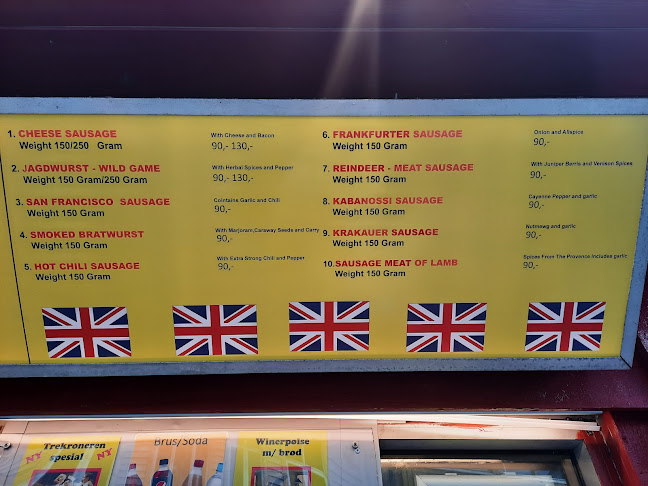 1. CHEESE SAUSAGE
Weight 150/250 Gram
With Cheese and Bacon
90,- 130,-
2. JAGDWURST - WILD GAME
Weight 150 Gram/250 Gram
With Herbal Spices and Pepper
90,- 130,-
3. SAN FRANCISCO SAUSAGE
Weight 150 Gram
Cointains Garlic and Chili
90,-
4. SMOKED BRATWURST
Weight 150 Gram
With Marjoram,Caraway Seeds and Carry
90,-
5. HOT CHILI SAUSAGE
Weight 150 Gram
With Extra Strong Chili and Pepper
90,-
6. FRANKFURTER SAUSAGE
Weight 150 Gram
Onion and Allspice
90,-
7. REINDEER - MEAT SAUSAGE
Weight 150 Gram
With Juniper Berris and Venison Spices
90,-
8. KABANOSSI SAUSAGE
Weight 150 Gram
Cayenne Pepper and garlic
90,-
9. KRAKAUER SAUSAGE
Weight 150 Gram
Nutmewg and garlic
90,-
10. SAUSAGE MEAT OF LAMB
Weight 150 Gram
Spices From The Provence Includes garlic
90,-
Trekroneren
spesial
NY
NY
Brus/Soda
Winerpøise
m/ brød